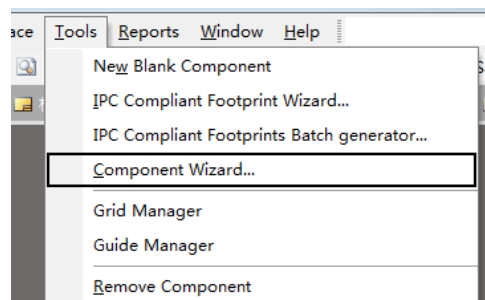 ace Tools Reports Window Help
New Blank Component
IPC Compliant Footprint Wizard...
IPC Compliant Footprints Batch generator...
Component Wizard...
Grid Manager
Guide Manager
Remove Component